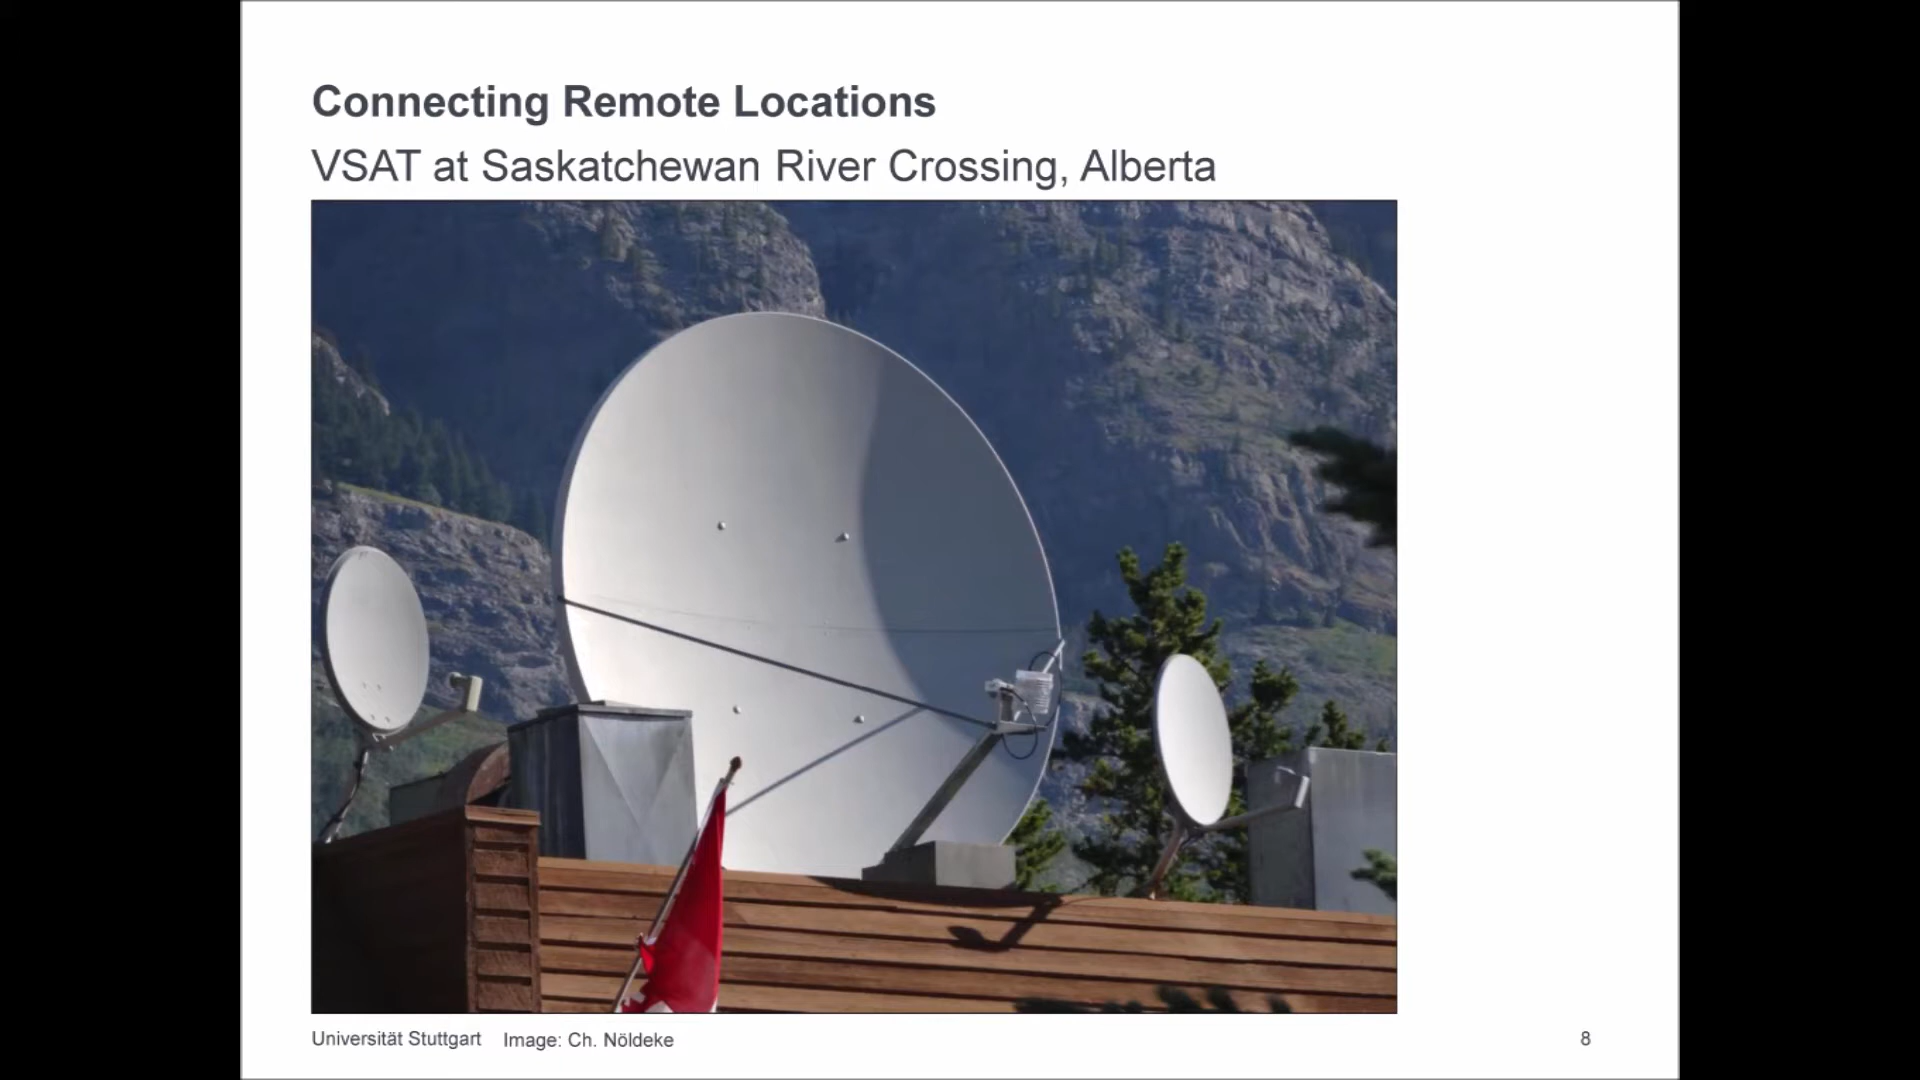 Connecting Remote Locations
VSAT at Saskatchewan River Crossing, Alberta
Universität Stuttgart Image: Ch. Nöldeke 8